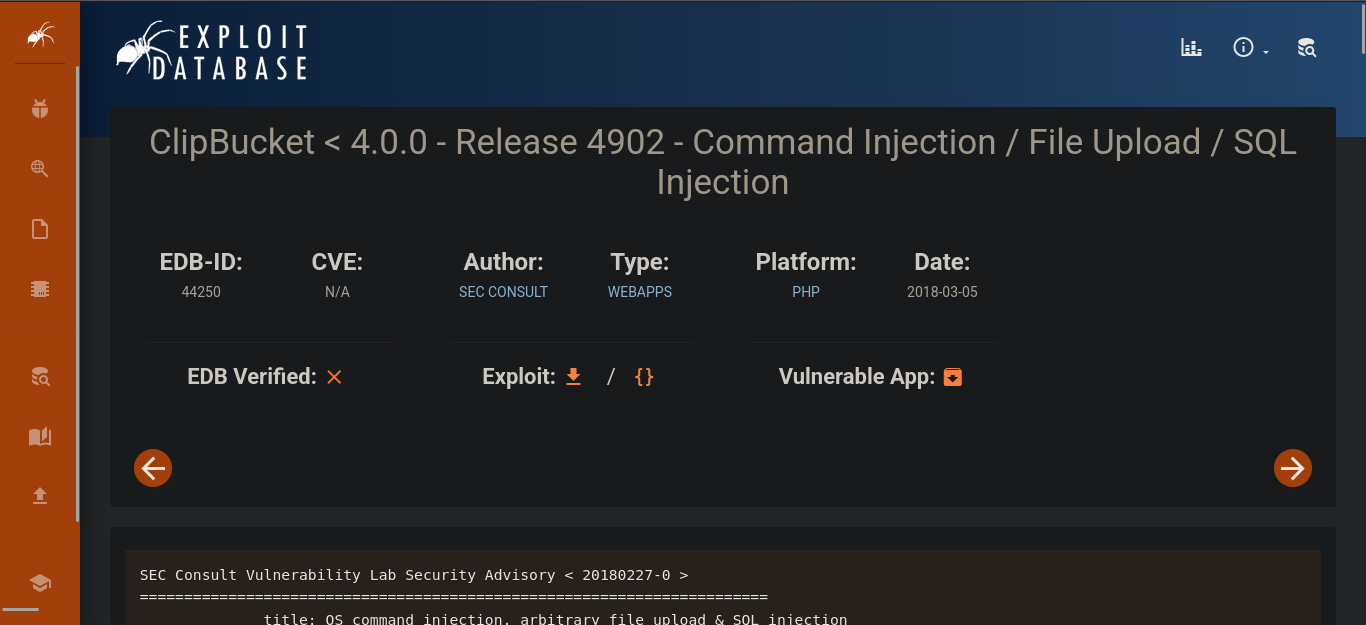 EXPLOIT
DATABASE
ClipBucket < 4.0.0 - Release 4902 - Command Injection / File Upload / SQL
Injection
EDB-ID:
44250
CVE:
N/A
Author:
SEC CONSULT
Type:
WEBAPPS
Platform:
PHP
Date:
2018-03-05
EDB Verified:
Exploit: / {}
Vulnerable App:
SEC Consult Vulnerability Lab Security Advisory < 20180227-0 >
=======================================================================
title: OS command injection, arbitrary file upload & SQL injection